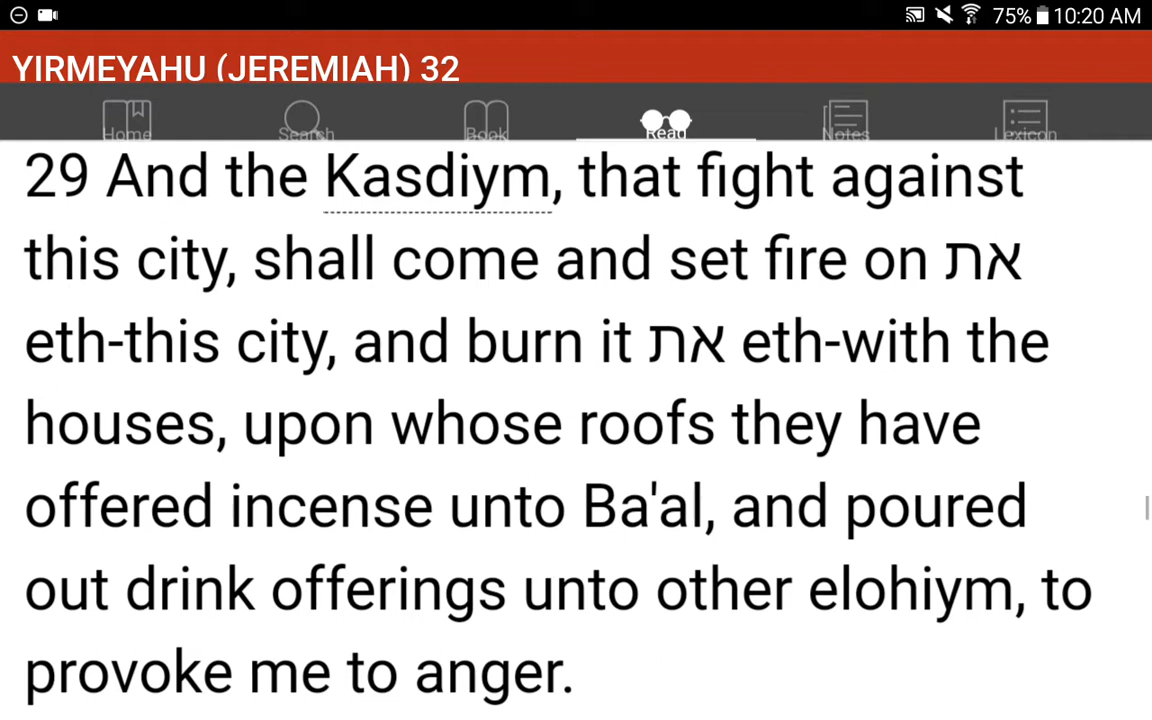 75% 10:20 AM
YIRMEYAHU (JEREMIAH) 32
Home Search Book Read Notes Lexicon
29 And the Kasdiym, that fight against
this city, shall come and set fire on את
eth-this city, and burn it את eth-with the
houses, upon whose roofs they have
offered incense unto Ba'al, and poured
out drink offerings unto other elohiym, to
provoke me to anger.